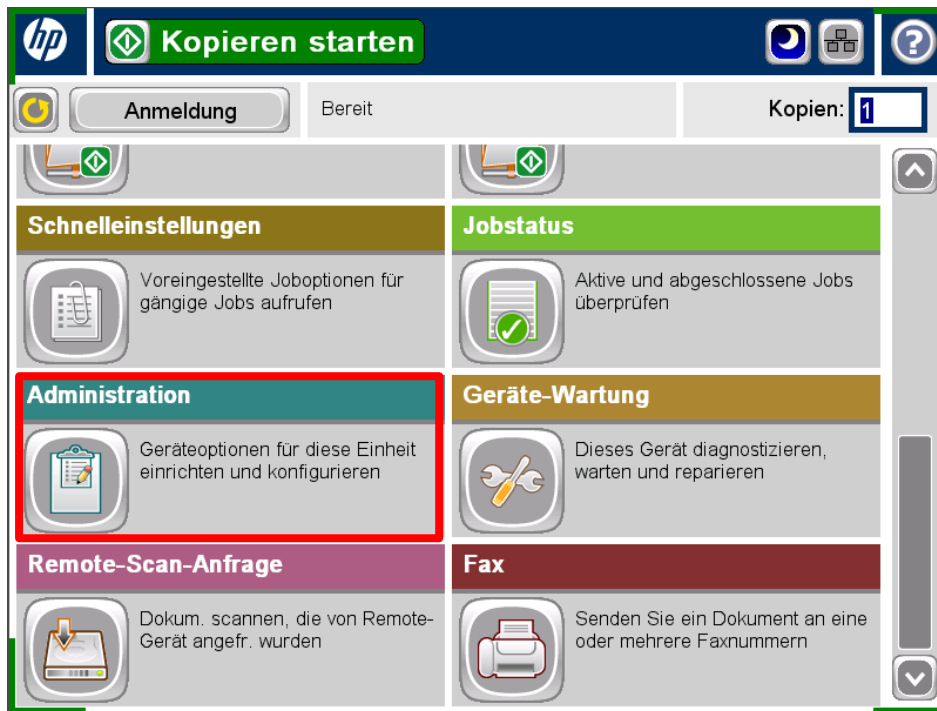 hp
Kopieren starten
?
Anmeldung
Bereit
Kopien: 1
Schnelleinstellungen
Voreingestellte Joboptionen für
gängige Jobs aufrufen
Jobstatus
Aktive und abgeschlossene Jobs
überprüfen
Administration
Geräteoptionen für diese Einheit
einrichten und konfigurieren
Geräte-Wartung
Dieses Gerät diagnostizieren,
warten und reparieren
Remote-Scan-Anfrage
Dokum. scannen, die von Remote-
Gerät angefr. wurden
Fax
Senden Sie ein Dokument an eine
oder mehrere Faxnummern